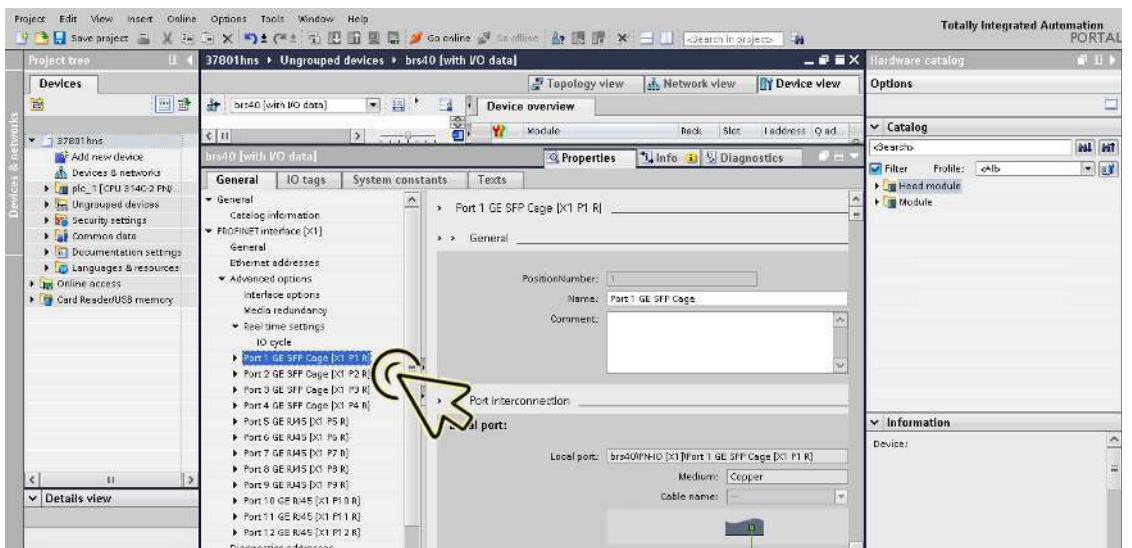 Project Edit View Insert Online Options Tools Window Help
Totally Integrated Automation
PORTAL
Save project Go online Go offline <Search in project>
Project tree
Devices
37801hns
Add new device
Devices & networks
plc_1 [CPU 314C-2 PN/
Ungrouped devices
Security settings
Common data
Documentation settings
Languages & resources
Online access
Card Reader/USB memory
Details view
Devices & networks
37801hns Ungrouped devices brs40 [with I/O data]
Topology view Network view Device view
brs40 [with I/O data]
Device overview
Module Rack Slot I address Q ad...
brs40 [with I/O data]
Properties Info Diagnostics
General IO tags System constants Texts
General
Catalog information
PROFINET interface [X1]
General
Ethernet addresses
Advanced options
Interface options
Media redundancy
Real time settings
IO cycle
Port 1 GE SFP Cage [X1 P1 R]
Port 2 GE SFP Cage [X1 P2 R]
Port 3 GE SFP Cage [X1 P3 R]
Port 4 GE SFP Cage [X1 P4 R]
Port 5 GE RJ45 [X1 P5 R]
Port 6 GE RJ45 [X1 P6 R]
Port 7 GE RJ45 [X1 P7 R]
Port 8 GE RJ45 [X1 P8 R]
Port 9 GE RJ45 [X1 P9 R]
Port 10 GE RJ45 [X1 P10 R]
Port 11 GE RJ45 [X1 P11 R]
Port 12 GE RJ45 [X1 P12 R]
Diagnostics addresses
Port 1 GE SFP Cage [X1 P1 R]
General
PositionNumber: 1
Name: Port 1 GE SFP Cage
Comment:
Port interconnection
port:
Local port: brs40\PN-IO [X1]\Port 1 GE SFP Cage [X1 P1 R]
Medium: Copper
Cable name: ---
Hardware catalog
Options
Catalog
<Search>
Filter Profile: <All>
Head module
Module
Information
Device: